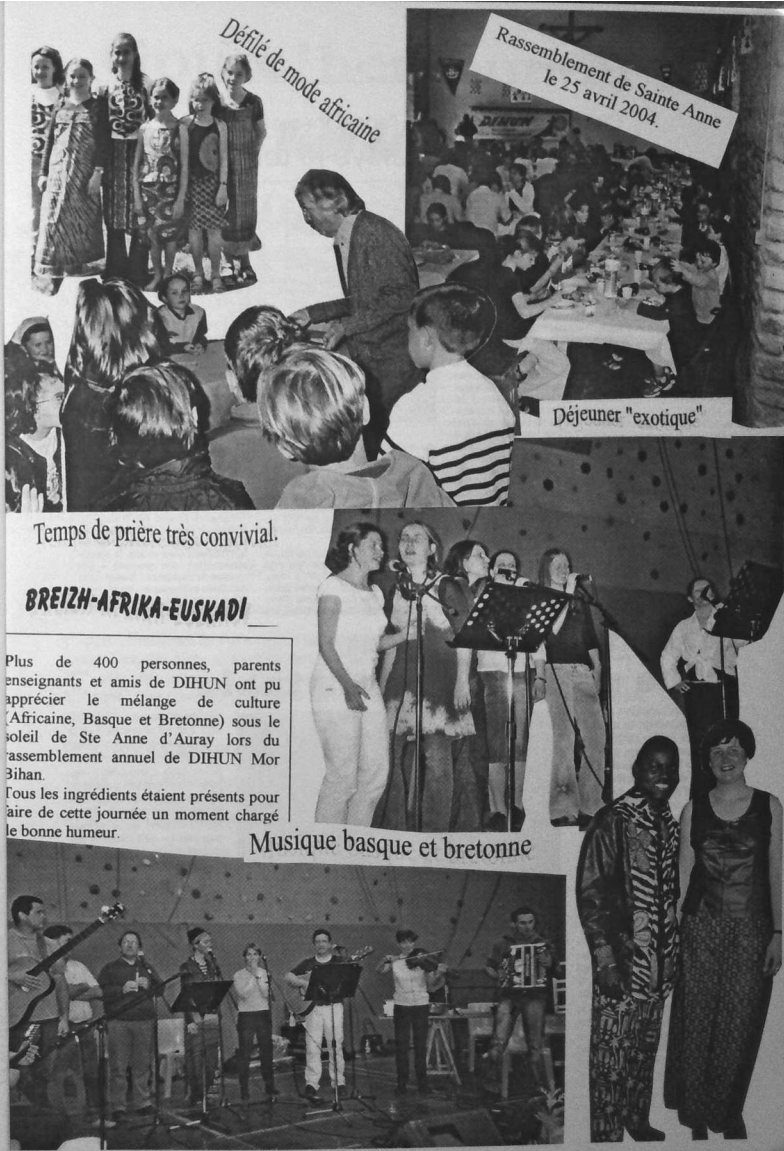 Défilé de mode africaine
Rassemblement de Sainte Anne
le 25 avril 2004.
DIHUN
Déjeuner "exotique"
Temps de prière très convivial.
BREIZH-AFRIKA-EUSKADI
Plus de 400 personnes, parents
enseignants et amis de DIHUN ont pu
apprécier le mélange de culture
(Africaine, Basque et Bretonne) sous le
soleil de Ste Anne d'Auray lors du
rassemblement annuel de DIHUN Mor
Bihan.
Tous les ingrédients étaient présents pour
faire de cette journée un moment chargé
de bonne humeur.
Musique basque et bretonne